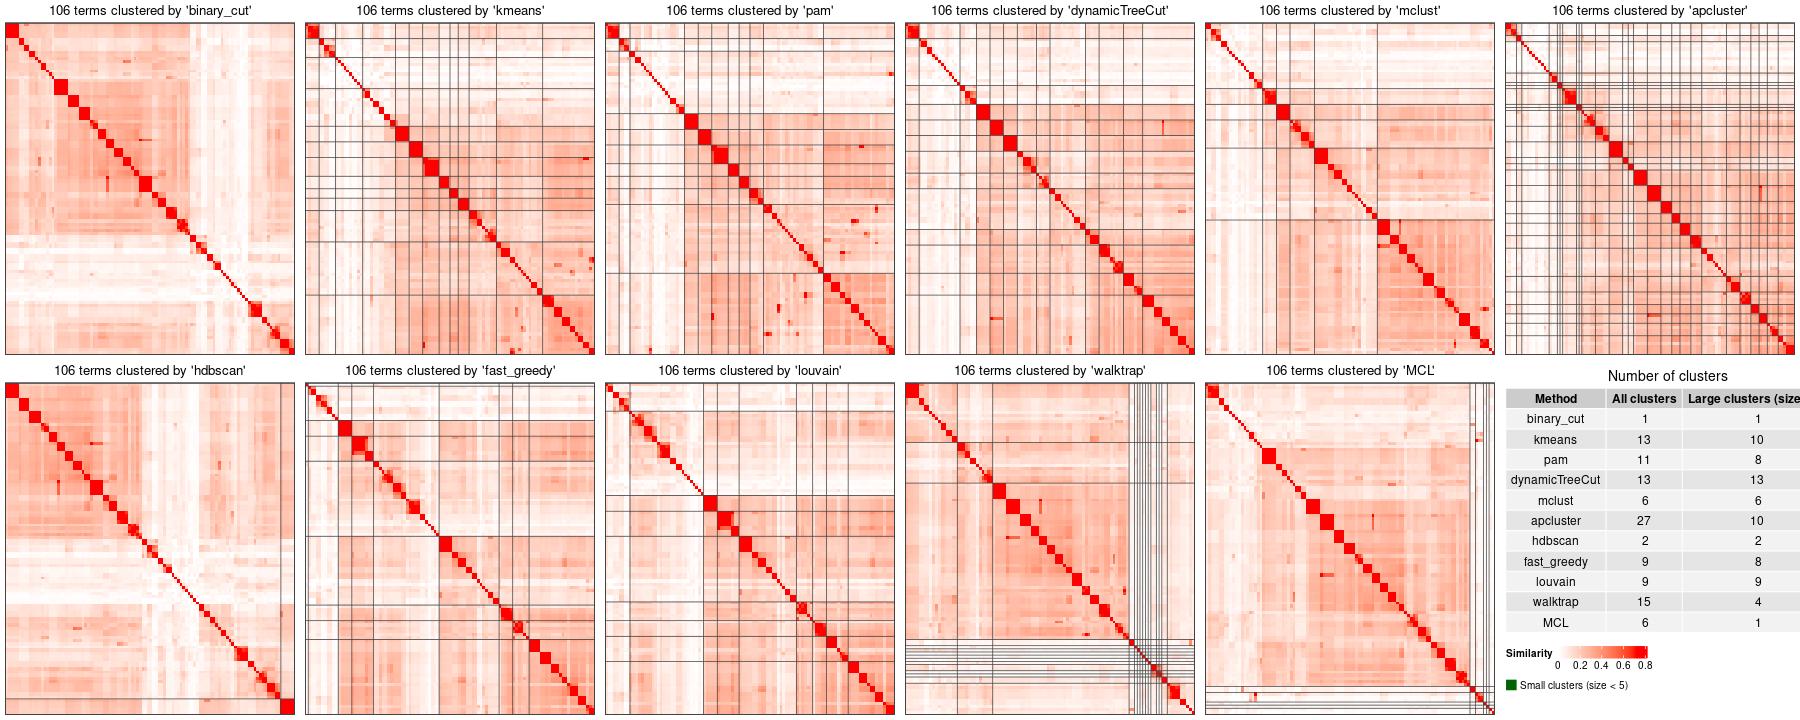 106 terms clustered by 'binary_cut'
106 terms clustered by 'kmeans'
106 terms clustered by 'pam'
106 terms clustered by 'dynamicTreeCut'
106 terms clustered by 'mclust'
106 terms clustered by 'apcluster'
106 terms clustered by 'hdbscan'
106 terms clustered by 'fast_greedy'
106 terms clustered by 'louvain'
106 terms clustered by 'walktrap'
106 terms clustered by 'MCL'
Number of clusters
Method All clusters Large clusters (size
binary_cut 1 1
kmeans 13 10
pam 11 8
dynamicTreeCut 13 13
mclust 6 6
apcluster 27 10
hdbscan 2 2
fast_greedy 9 8
louvain 9 9
walktrap 15 4
MCL 6 1
Similarity
0 0.2 0.4 0.6 0.8
Small clusters (size < 5)